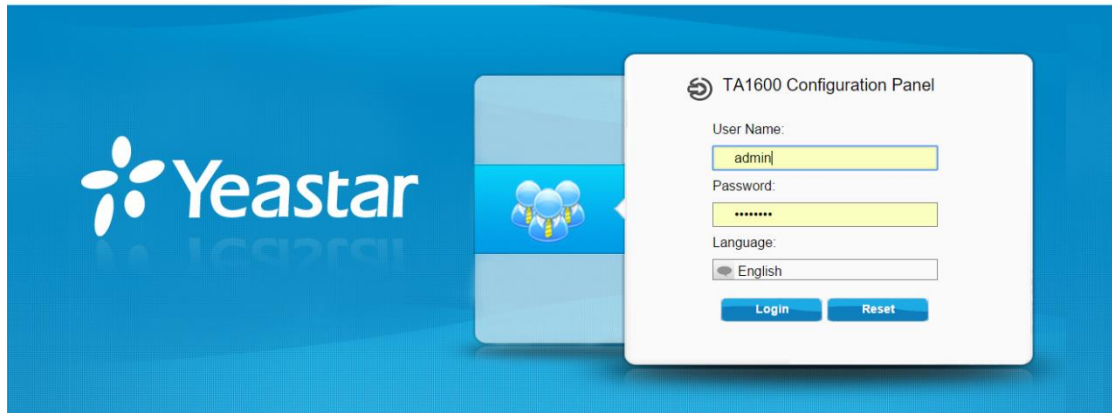 Yeastar
TA1600 Configuration Panel
User Name:
admin
Password:
••••••••
Language:
English
Login
Reset